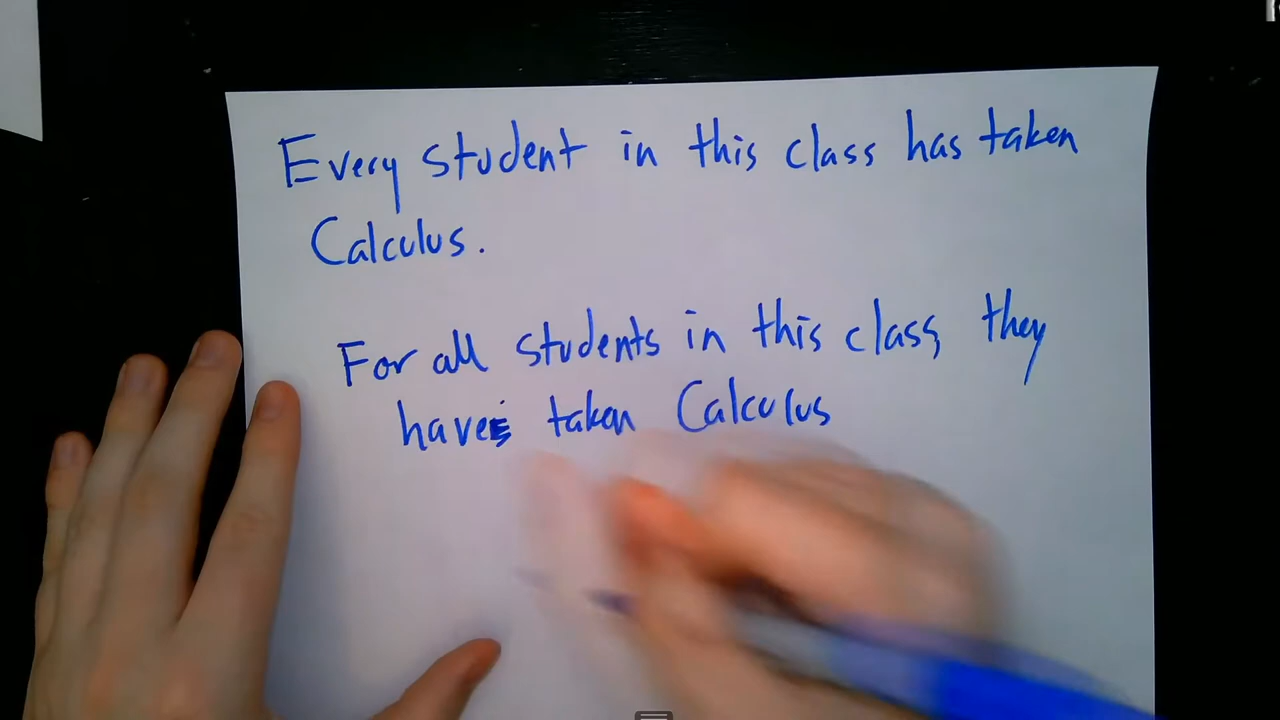 Every student in this class has taken
Calculus.
For all students in this class, they
have taken Calculus